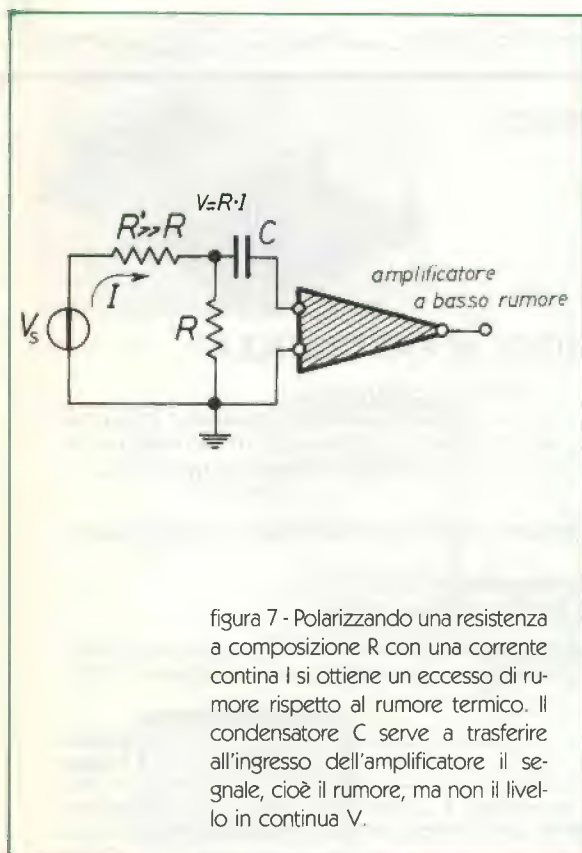 V=R·I
R'>>R
C
I
amplificatore
a basso rumore
V_s
R
figura 7 - Polarizzando una resistenza
a composizione R con una corrente
contina I si ottiene un eccesso di ru-
more rispetto al rumore termico. Il
condensatore C serve a trasferire
all'ingresso dell'amplificatore il se-
gnale, cioè il rumore, ma non il livel-
lo in continua V.